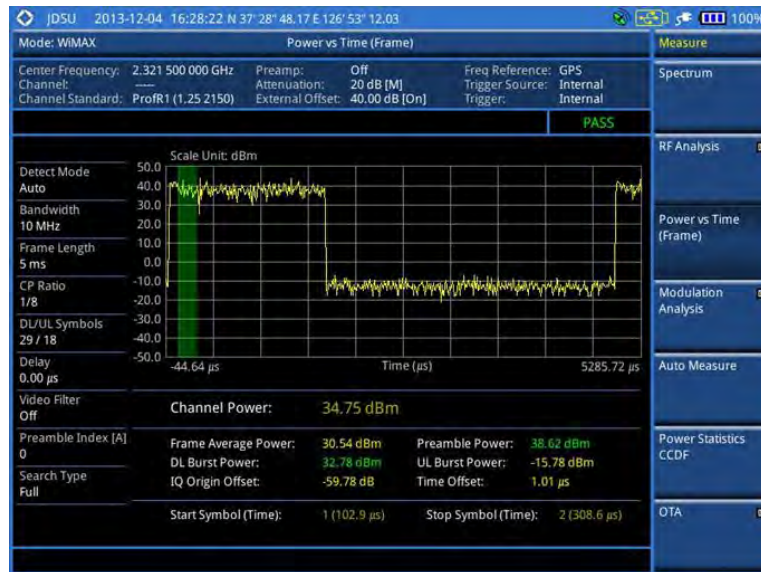 JDSU 2013-12-04 16:28:22 N 37' 28" 48.17 E 126' 53" 12.03 100%
Mode: WiMAX Power vs Time (Frame) Measure
Center Frequency: 2.321 500 000 GHz Preamp: Off Freq Reference: GPS
Channel: ---- Attenuation: 20 dB [M] Trigger Source: Internal
Channel Standard: ProfR1 (1,25 2150) External Offset: 40.00 dB [On] Trigger: Internal
Spectrum
PASS
RF Analysis
Scale Unit: dBm
Detect Mode
Auto
Bandwidth
10 MHz
Frame Length
5 ms
CP Ratio
1/8
DL/UL Symbols
29 / 18
Delay
0.00 µs
Video Filter
Off
Preamble Index [A]
0
Search Type
Full
50.0
40.0
30.0
20.0
10.0
0.0
-10.0
-20.0
-30.0
-40.0
-50.0
-44.64 µs Time (µs) 5285.72 µs
Channel Power: 34.75 dBm
Frame Average Power: 30.54 dBm Preamble Power: 38.62 dBm
DL Burst Power: 32.78 dBm UL Burst Power: -15.78 dBm
IQ Origin Offset: -59.78 dB Time Offset: 1.01 µs
Start Symbol (Time): 1 (102.9 µs) Stop Symbol (Time): 2 (308.6 µs)
Power vs Time
(Frame)
Modulation
Analysis
Auto Measure
Power Statistics
CCDF
OTA